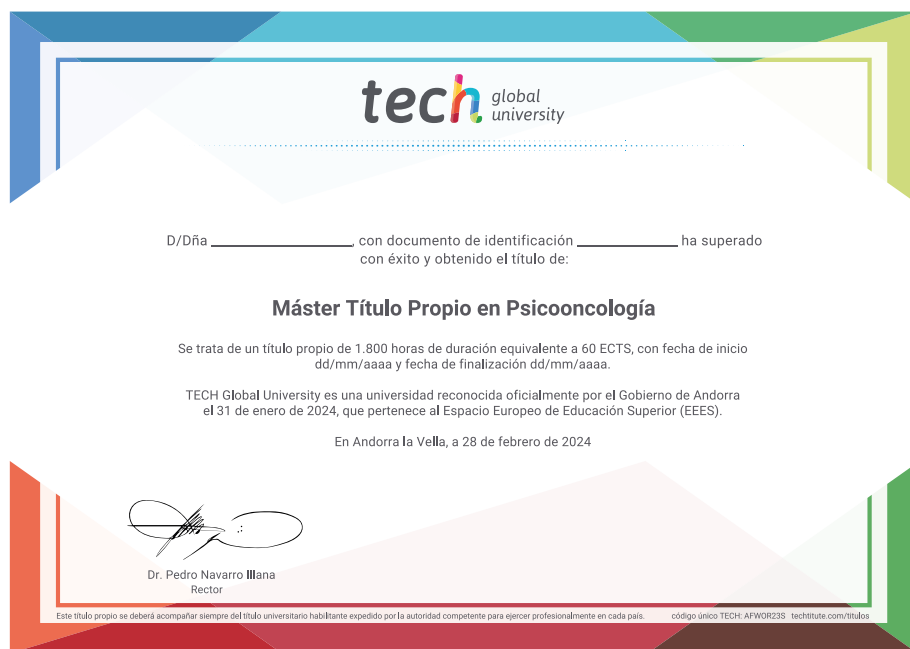 tech global university
D/Dña ____________, con documento de identificación ____________ ha superado
con éxito y obtenido el título de:
Máster Título Propio en Psicooncología
Se trata de un título propio de 1.800 horas de duración equivalente a 60 ECTS, con fecha de inicio
dd/mm/aaaa y fecha de finalización dd/mm/aaaa.
TECH Global University es una universidad reconocida oficialmente por el Gobierno de Andorra
el 31 de enero de 2024, que pertenece al Espacio Europeo de Educación Superior (EEES).
En Andorra la Vella, a 28 de febrero de 2024
Dr. Pedro Navarro Illana
Rector
Este título propio se deberá acompañar siempre del título universitario habilitante expedido por la autoridad competente para ejercer profesionalmente en cada país. código único TECH: AFWOR23S techtitute.com/titulos